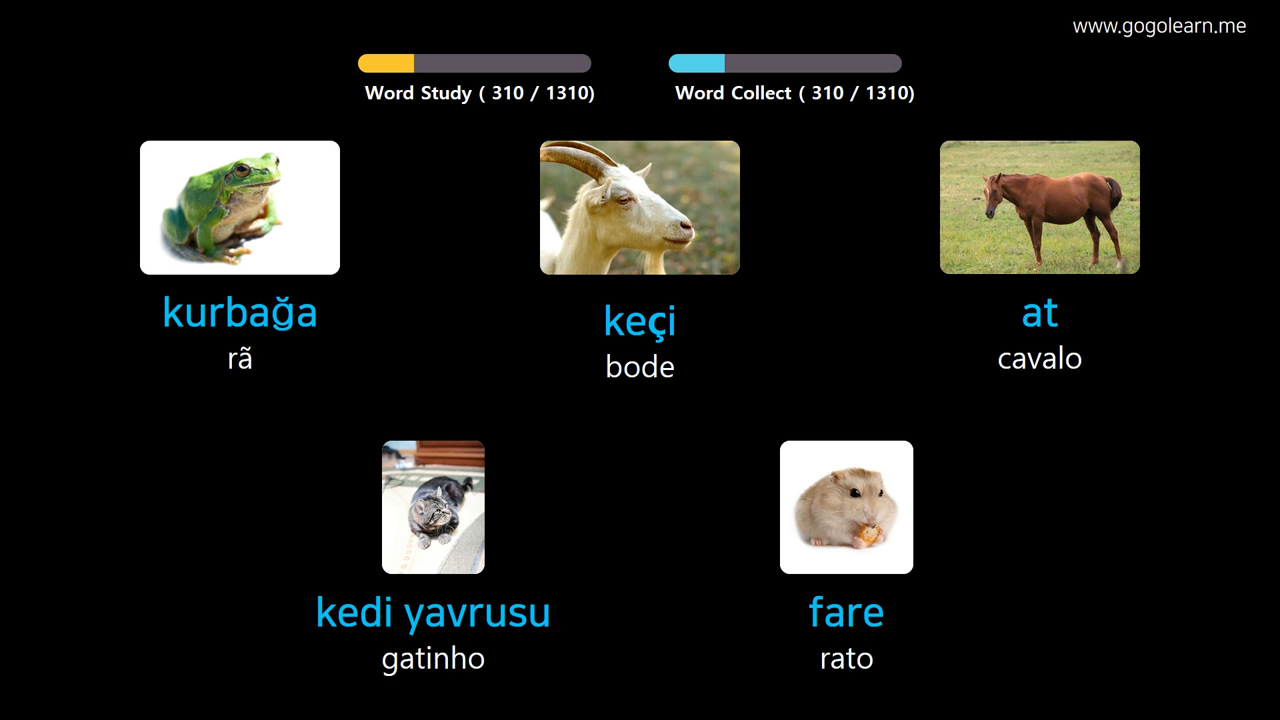 www.gogolearn.me
Word Study ( 310 / 1310)
Word Collect ( 310 / 1310)
kurbağa
rã
keçi
bode
at
cavalo
kedi yavrusu
gatinho
fare
rato